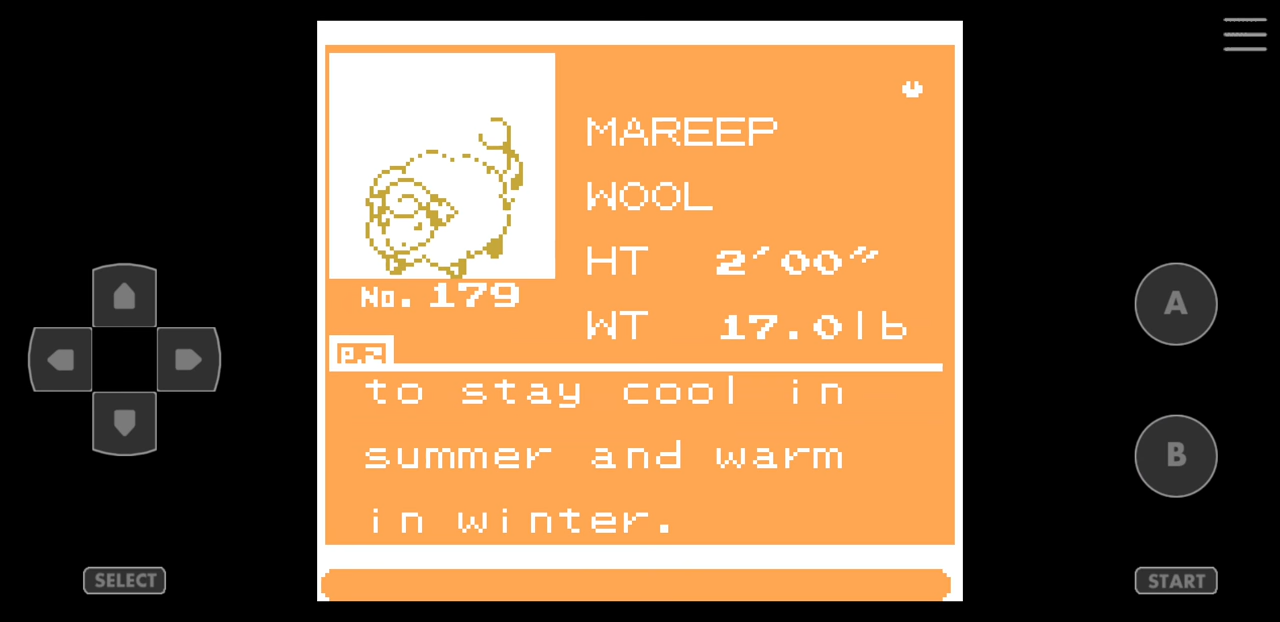 MAREEP
WOOL
HT 2'00"
No. 179
WT 17.0lb
P.2
to stay cool in
summer and warm
in winter.
A
B
SELECT
START